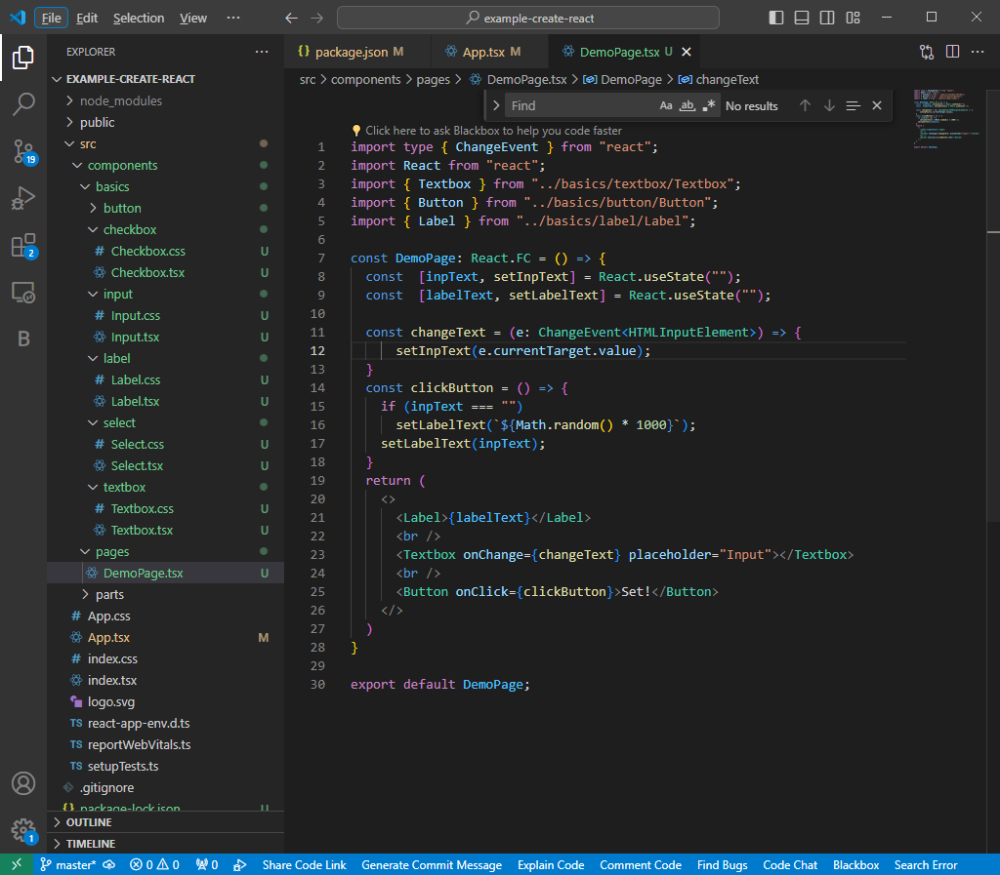 File Edit Selection View ··· example-create-react
EXPLORER ···
EXAMPLE-CREATE-REACT
node_modules
public
src
components
basics
button
checkbox
# Checkbox.css U
Checkbox.tsx U
input
# Input.css U
Input.tsx U
label
# Label.css U
Label.tsx U
select
# Select.css U
Select.tsx U
textbox
# Textbox.css U
Textbox.tsx U
pages
DemoPage.tsx U
parts
# App.css
App.tsx M
# index.css
index.tsx
logo.svg
TS react-app-env.d.ts
TS reportWebVitals.ts
TS setupTests.ts
.gitignore
{} package-lock.json U
OUTLINE
TIMELINE
19
2
B
1
{} package.json M App.tsx M DemoPage.tsx U
src > components > pages > DemoPage.tsx > DemoPage > changeText
Find Aa ab .* No results
Click here to ask Blackbox to help you code faster
1 import type { ChangeEvent } from "react";
2 import React from "react";
3 import { Textbox } from "../basics/textbox/Textbox";
4 import { Button } from "../basics/button/Button";
5 import { Label } from "../basics/label/Label";
6
7 const DemoPage: React.FC = () => {
8 const  [inpText, setInpText] = React.useState("");
9 const  [labelText, setLabelText] = React.useState("");
10
11 const changeText = (e: ChangeEvent<HTMLInputElement>) => {
12 setInpText(e.currentTarget.value);
13 }
14 const clickButton = () => {
15 if (inpText === "")
16 setLabelText(`${Math.random() * 1000}`);
17 setLabelText(inpText);
18 }
19 return (
20 <>
21 <Label>{labelText}</Label>
22 <br />
23 <Textbox onChange={changeText} placeholder="Input"></Textbox>
24 <br />
25 <Button onClick={clickButton}>Set!</Button>
26 </>
27 )
28 }
29
30 export default DemoPage;
master* 0 0 0 Share Code Link Generate Commit Message Explain Code Comment Code Find Bugs Code Chat Blackbox Search Error